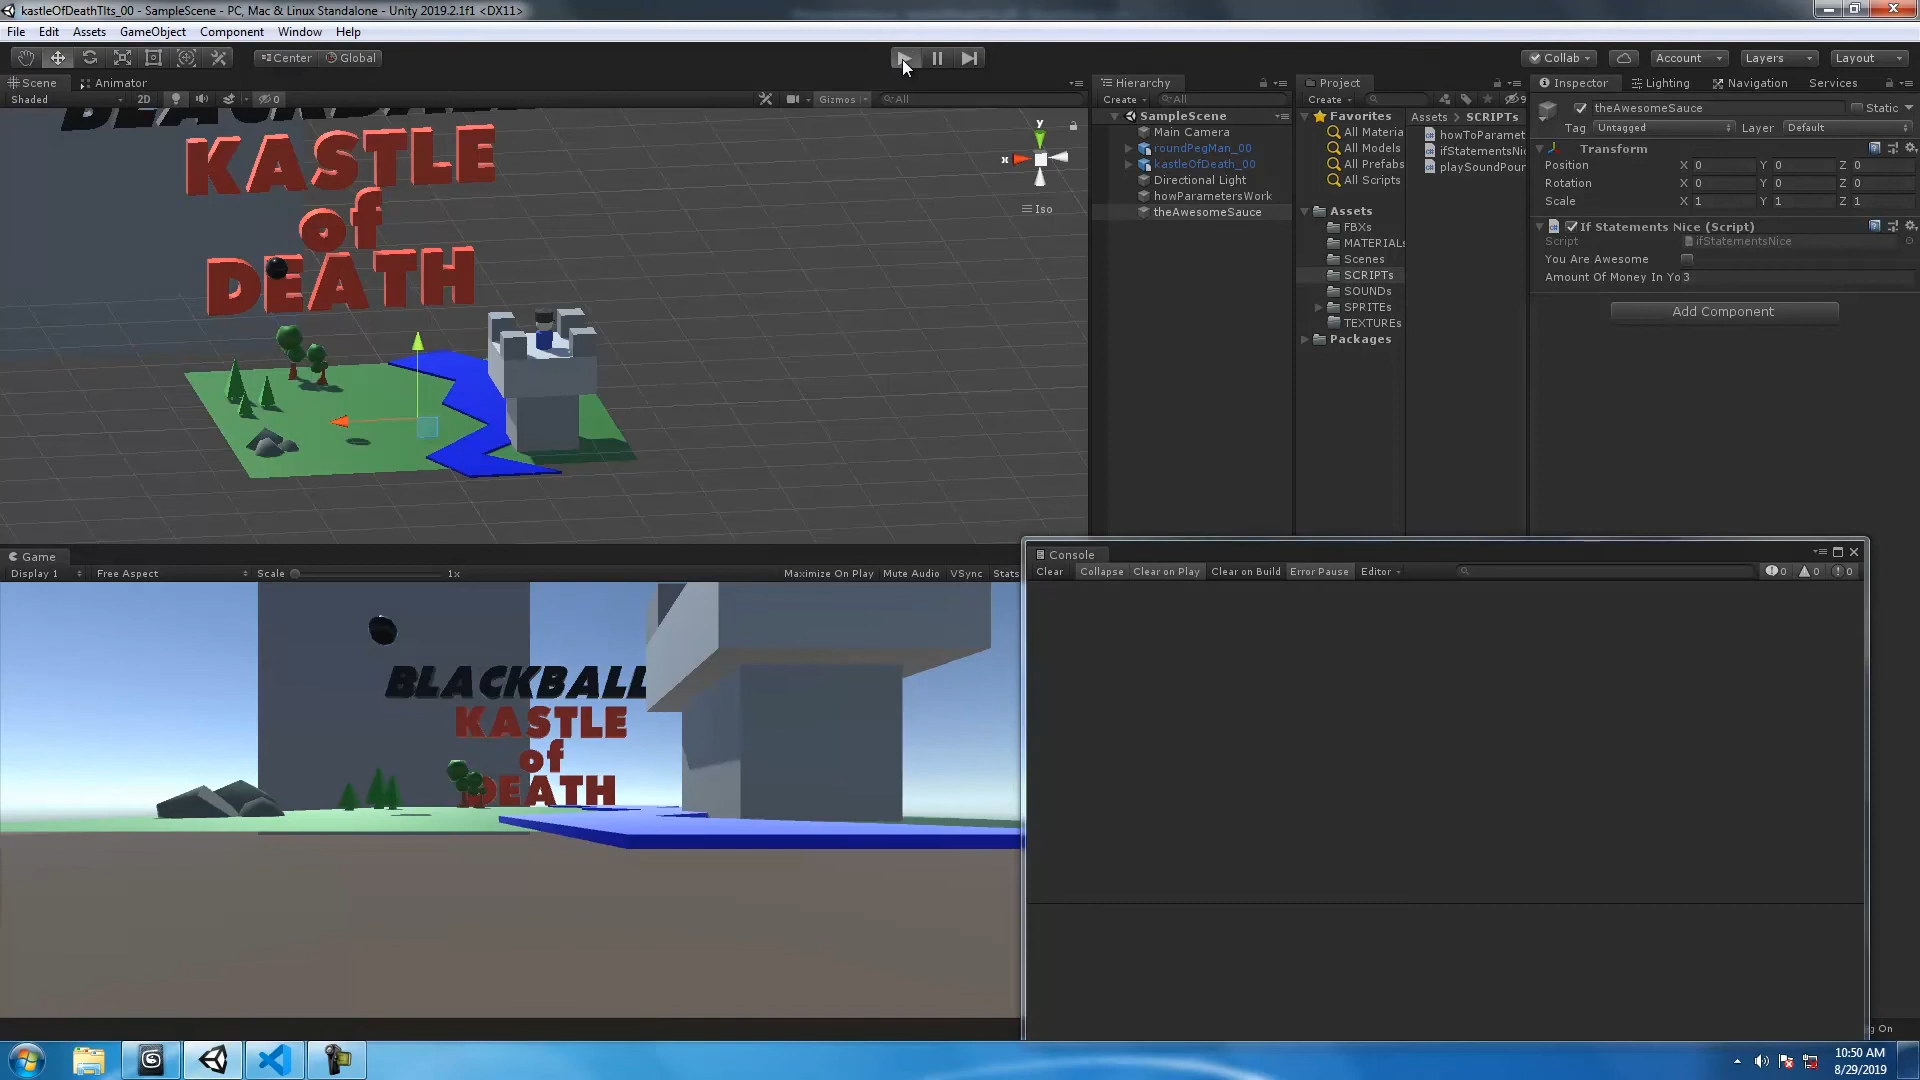 kastleOfDeathTIts_00 - SampleScene - PC, Mac & Linux Standalone - Unity 2019.2.1f1 <DX11>
File Edit Assets GameObject Component Window Help
Center Global
Collab Account Layers Layout
Scene Animator
Shaded 2D 0 Gizmos All
BLACKBALL
KASTLE
of
DEATH
y
x
Iso
Hierarchy
Create All
SampleScene
Main Camera
roundPegMan_00
kastleOfDeath_00
Directional Light
howParametersWork
theAwesomeSauce
Project
Create 9
Favorites
All Materia
All Models
All Prefabs
All Scripts
Assets
FBXs
MATERIALs
Scenes
SCRIPTs
SOUNDs
SPRITEs
TEXTUREs
Packages
Assets > SCRIPTs
howToParamet
ifStatementsNic
playSoundPour
Inspector Lighting Navigation Services
theAwesomeSauce Static
Tag Untagged Layer Default
Transform
Position X 0 Y 0 Z 0
Rotation X 0 Y 0 Z 0
Scale X 1 Y 1 Z 1
If Statements Nice (Script)
Script ifStatementsNice
You Are Awesome
Amount Of Money In Yo 3
Add Component
Game
Display 1 Free Aspect Scale 1x Maximize On Play Mute Audio VSync Stats
BLACKBALL
KASTLE
of
DEATH
Console
Clear Collapse Clear on Play Clear on Build Error Pause Editor 0 0 0
g On
10:50 AM
8/29/2019